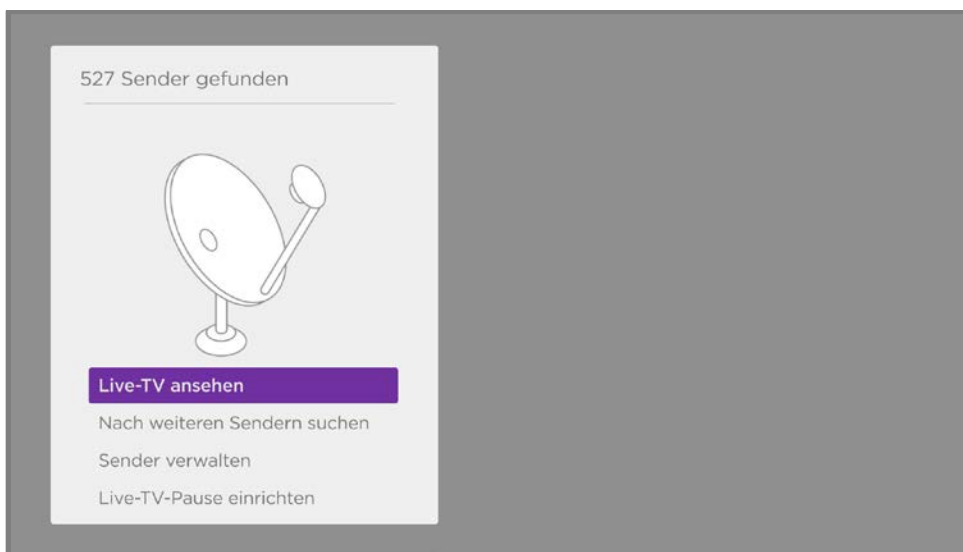 527 Sender gefunden
Live-TV ansehen
Nach weiteren Sendern suchen
Sender verwalten
Live-TV-Pause einrichten